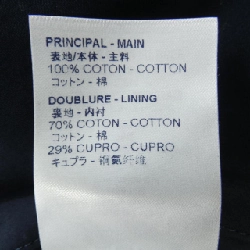 PRINCIPAL - MAIN
表地/本体 - 主料
100% COTON - COTTON
コットン - 棉
DOUBLURE - LINING
裏地 - 内衬
70% COTON - COTTON
コットン - 棉
29% CUPRO - CUPRO
キュプラ - 铜氨纤维